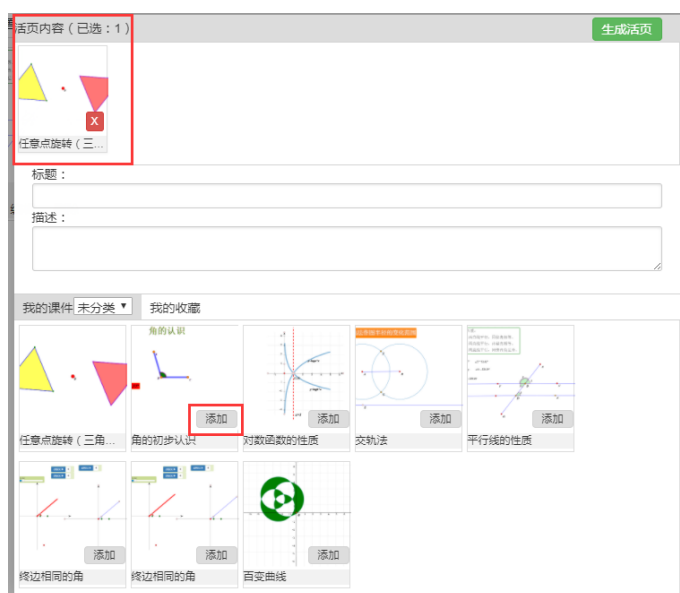 活页内容（已选：1）
生成活页
X
任意点旋转（三...
标题：
描述：
我的课件 未分类 ▼ 我的收藏
角的认识
添加 添加 添加 添加
任意点旋转（三角... 角的初步认识 对数函数的性质 交轨法 平行线的性质
添加 添加 添加
终边相同的角 终边相同的角 百变曲线